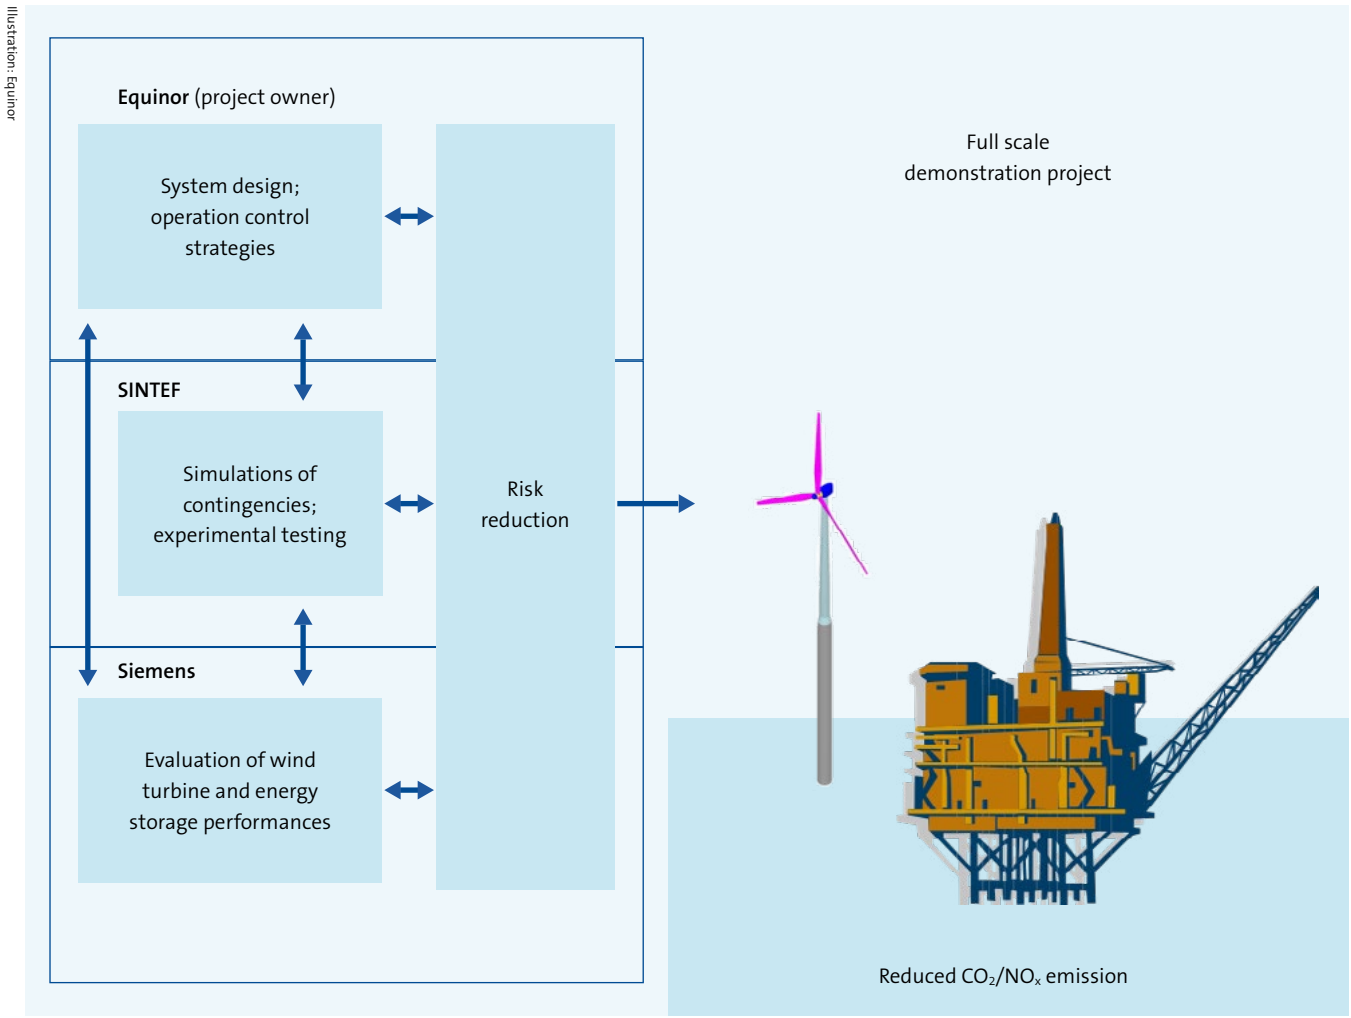 Illustration: Equinor
Equinor (project owner)
System design;
operation control
strategies
SINTEF
Simulations of
contingencies;
experimental testing
Siemens
Evaluation of wind
turbine and energy
storage performances
Risk
reduction
Full scale
demonstration project
Reduced CO₂/NOₓ emission